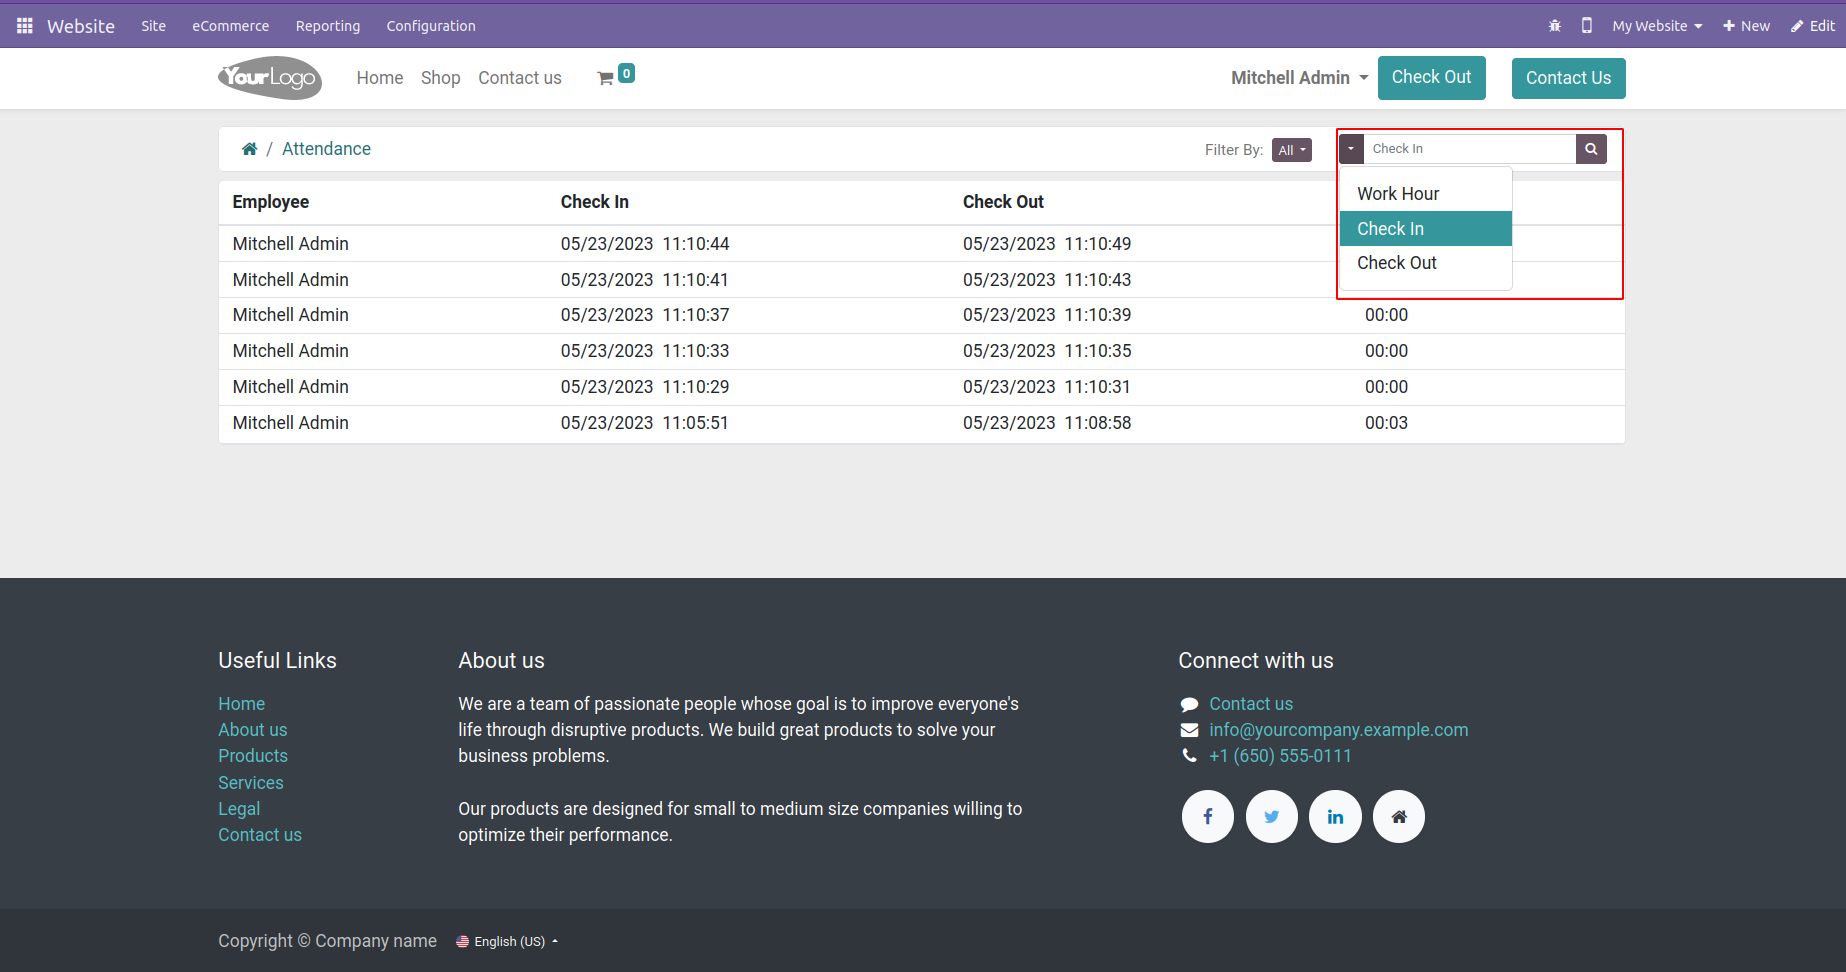 Website Site eCommerce Reporting Configuration My Website New Edit
YourLogo Home Shop Contact us 0 Mitchell Admin Check Out Contact Us
/ Attendance Filter By: All Check In
Work Hour
Check In
Check Out
Employee Check In Check Out
Mitchell Admin 05/23/2023 11:10:44 05/23/2023 11:10:49
Mitchell Admin 05/23/2023 11:10:41 05/23/2023 11:10:43
Mitchell Admin 05/23/2023 11:10:37 05/23/2023 11:10:39 00:00
Mitchell Admin 05/23/2023 11:10:33 05/23/2023 11:10:35 00:00
Mitchell Admin 05/23/2023 11:10:29 05/23/2023 11:10:31 00:00
Mitchell Admin 05/23/2023 11:05:51 05/23/2023 11:08:58 00:03
Useful Links
Home
About us
Products
Services
Legal
Contact us
About us
We are a team of passionate people whose goal is to improve everyone's
life through disruptive products. We build great products to solve your
business problems.
Our products are designed for small to medium size companies willing to
optimize their performance.
Connect with us
Contact us
info@yourcompany.example.com
+1 (650) 555-0111
Copyright © Company name English (US)